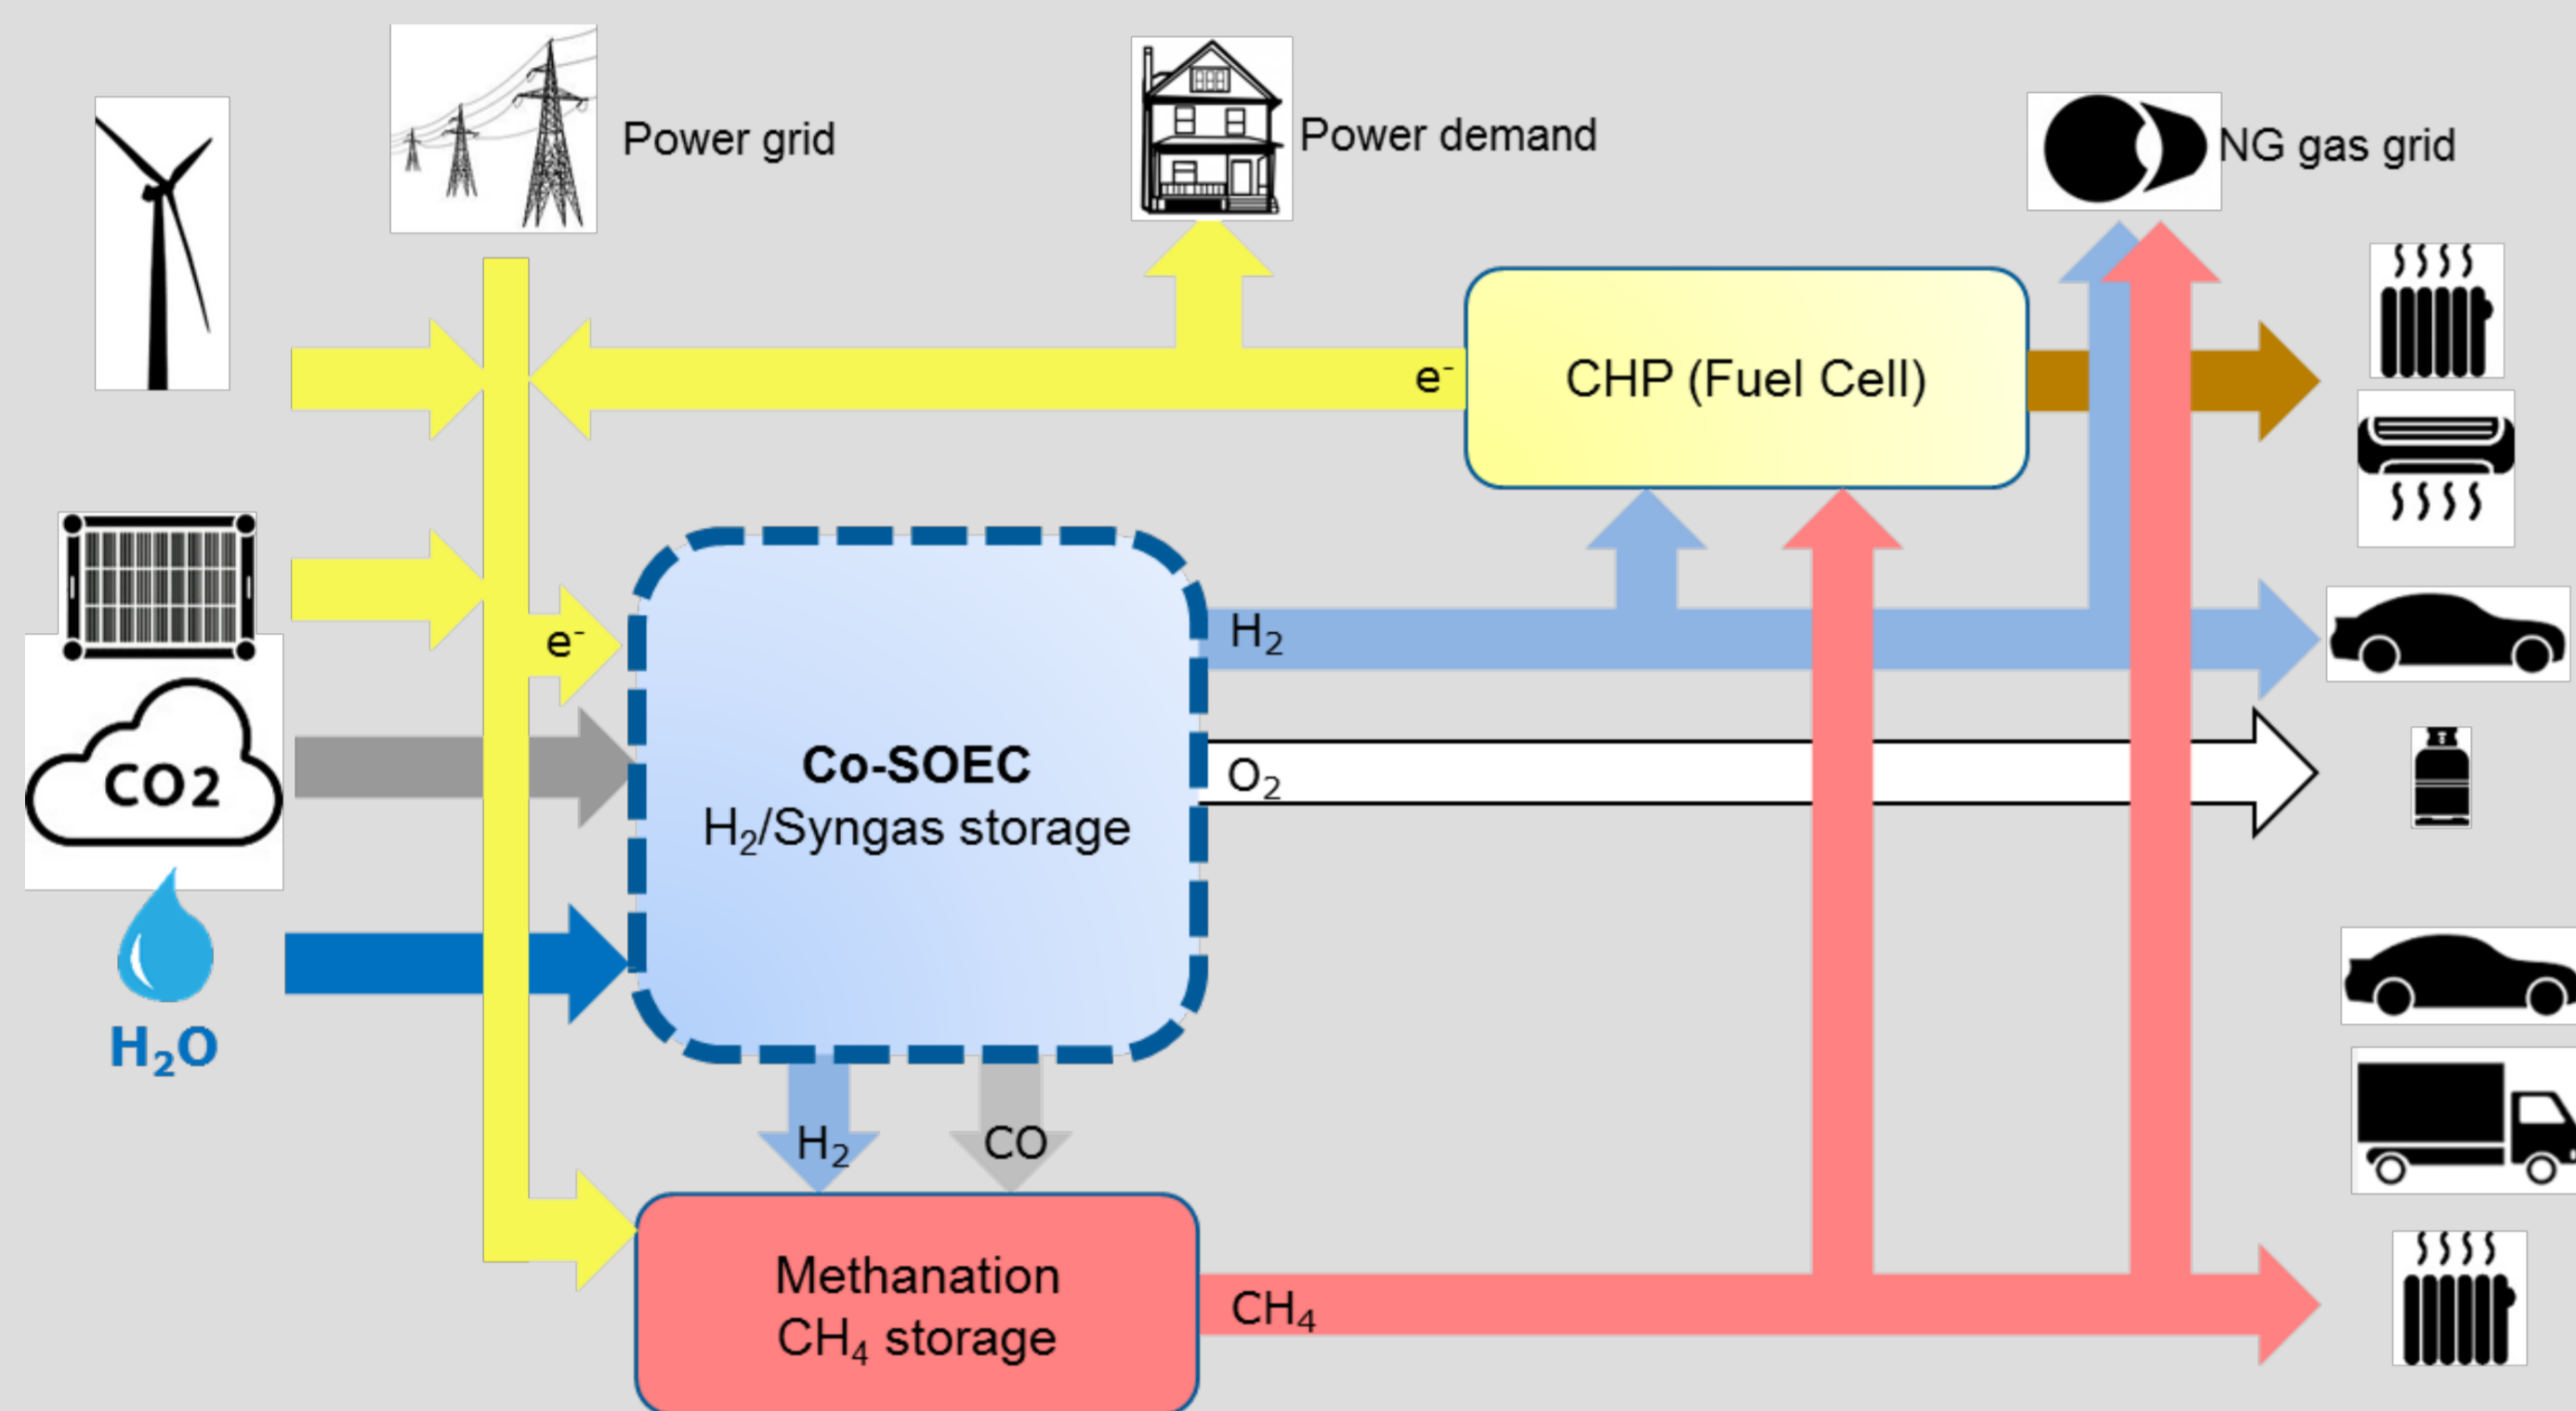 Power grid
Power demand
NG gas grid
e⁻
CHP (Fuel Cell)
e⁻
H₂
CO2
Co-SOEC
H₂/Syngas storage
O₂
H₂O
H₂
CO
Methanation
CH₄ storage
CH₄